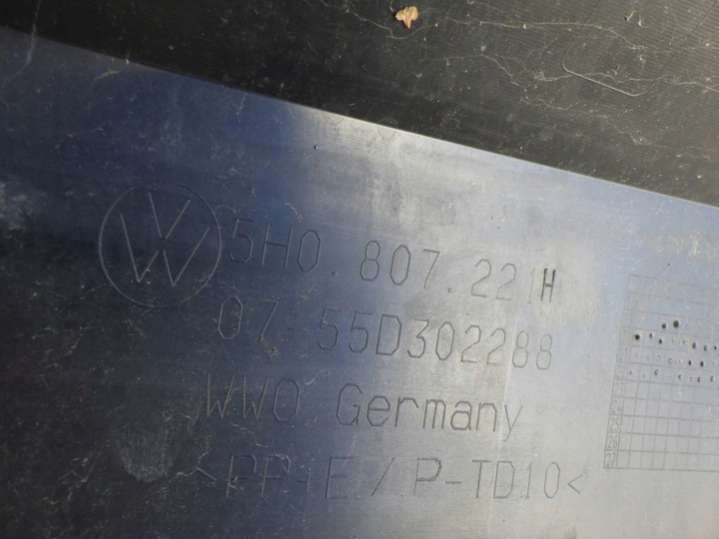 5H0.807.221H
07 55D302288
WWO Germany
>PP+E/P-TD10<